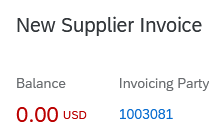 New Supplier Invoice
Balance Invoicing Party
0.00 USD 1003081